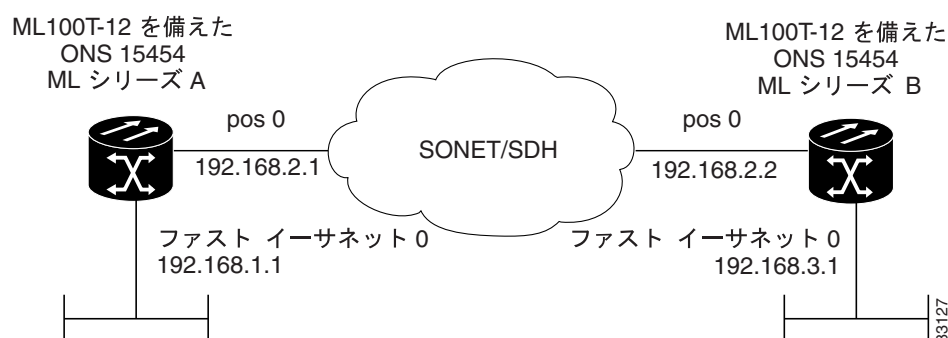 ML100T-12 を備えた
ONS 15454
ML シリーズ A
ML100T-12 を備えた
ONS 15454
ML シリーズ B
pos 0
192.168.2.1
SONET/SDH
pos 0
192.168.2.2
ファスト イーサネット 0
192.168.1.1
ファスト イーサネット 0
192.168.3.1